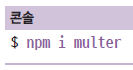 콘솔
$ npm i multer